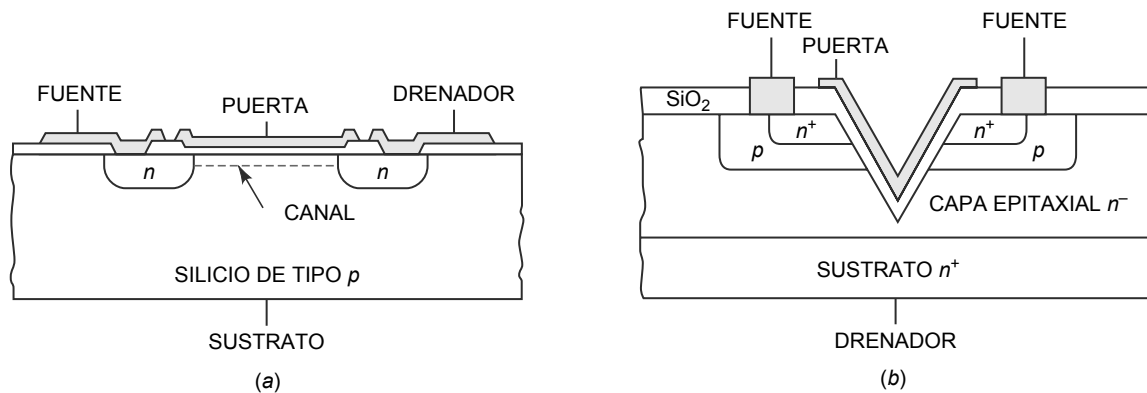 FUENTE
PUERTA
DRENADOR
n
n
CANAL
SILICIO DE TIPO p
SUSTRATO
(a)
FUENTE
FUENTE
PUERTA
SiO2
n+
n+
p
p
CAPA EPITAXIAL n–
SUSTRATO n+
DRENADOR
(b)